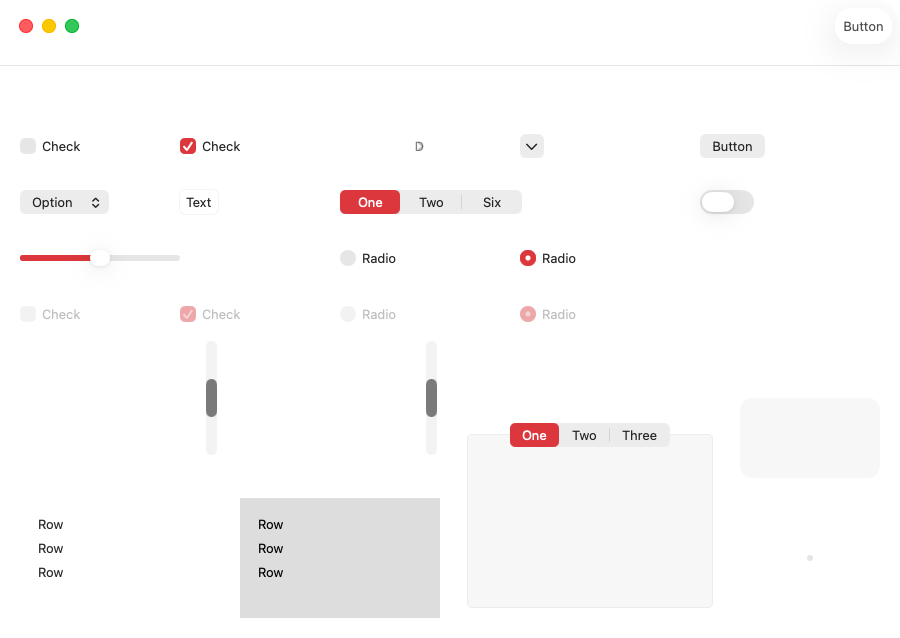 Button
Check
Check
Button
Option
Text
One Two Six
Radio
Radio
Check
Check
Radio
Radio
One Two Three
Row
Row
Row
Row
Row
Row